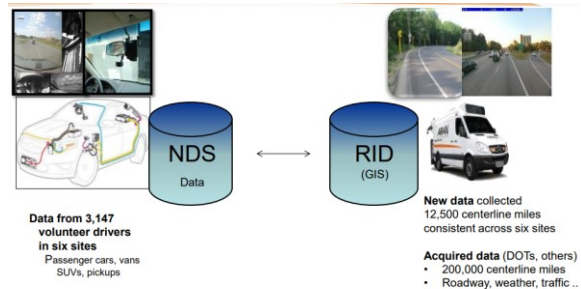 NDS
Data
RID
(GIS)
Data from 3,147
volunteer drivers
in six sites
Passenger cars, vans
SUVs, pickups
New data collected
12,500 centerline miles
consistent across six sites
Acquired data (DOTs, others)
• 200,000 centerline miles
• Roadway, weather, traffic ..